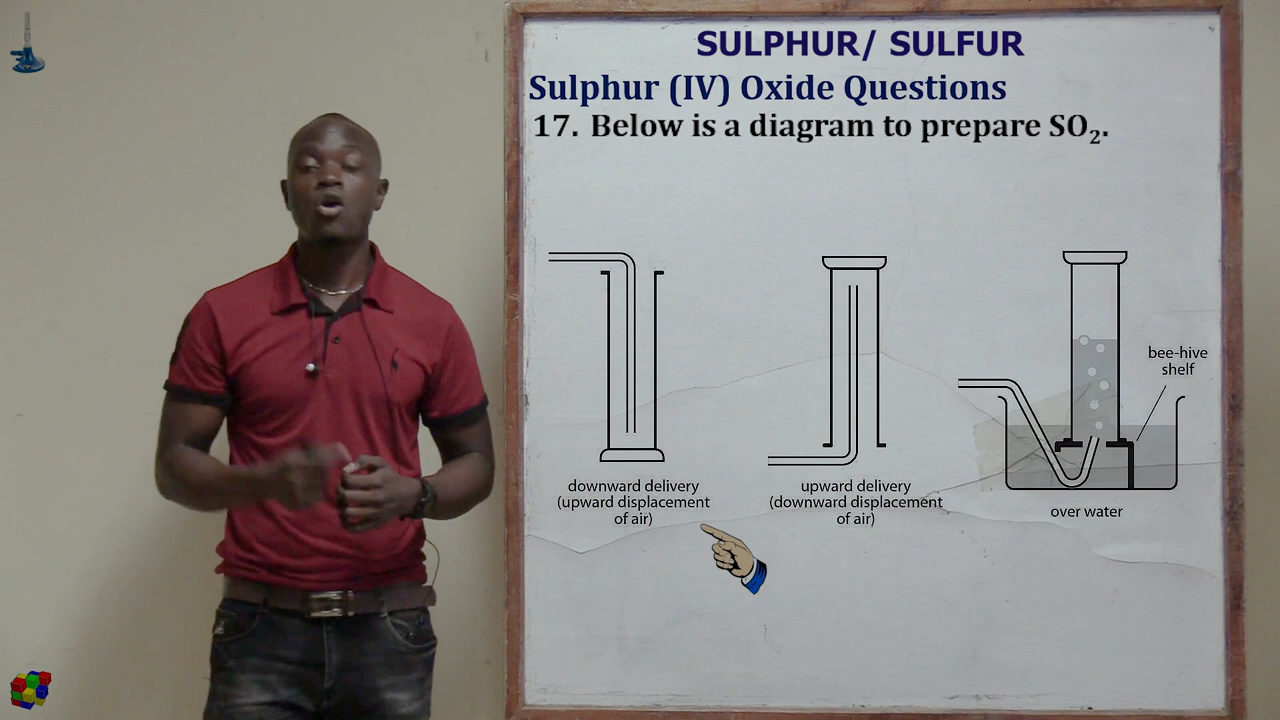 SULPHUR/ SULFUR
Sulphur (IV) Oxide Questions
17. Below is a diagram to prepare SO₂.
bee-hive
shelf
downward delivery
(upward displacement
of air)
upward delivery
(downward displacement
of air)
over water